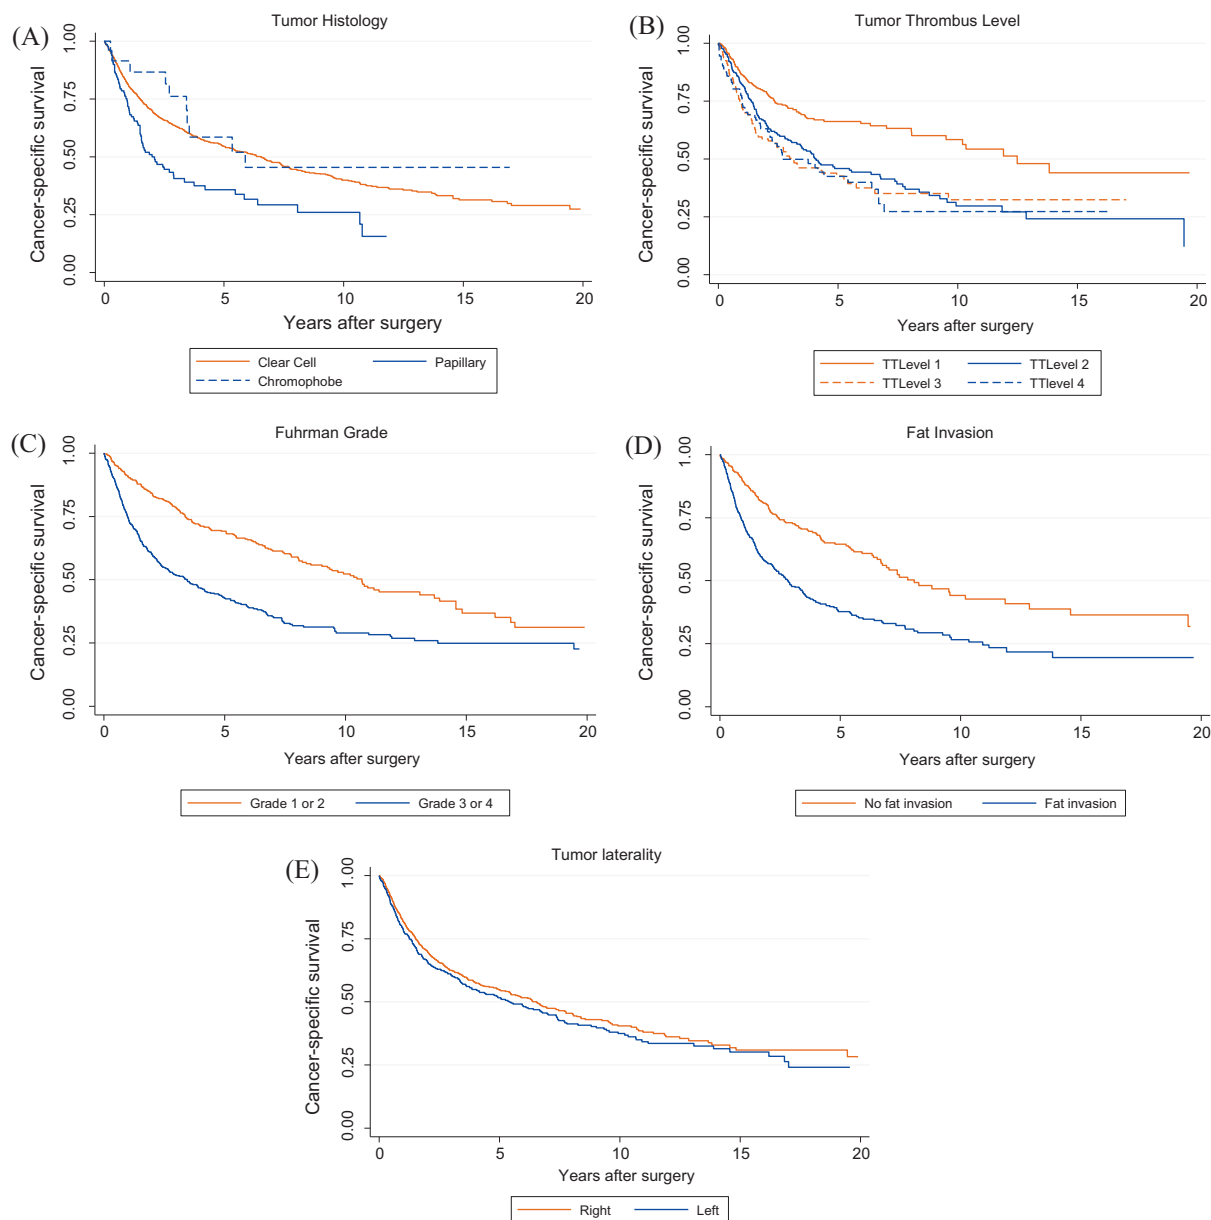 (A)
Tumor Histology
Cancer-specific survival
1.00
0.75
0.50
0.25
0.00
0 5 10 15 20
Years after surgery
Clear Cell Papillary
Chromophobe
(B)
Tumor Thrombus Level
Cancer-specific survival
1.00
0.75
0.50
0.25
0.00
0 5 10 15 20
Years after surgery
TTLevel 1 TTLevel 2
TTLevel 3 TTlevel 4
(C)
Fuhrman Grade
Cancer-specific survival
1.00
0.75
0.50
0.25
0.00
0 5 10 15 20
Years after surgery
Grade 1 or 2 Grade 3 or 4
(D)
Fat Invasion
Cancer-specific survival
1.00
0.75
0.50
0.25
0.00
0 5 10 15 20
Years after surgery
No fat invasion Fat invasion
(E)
Tumor laterality
Cancer-specific survival
1.00
0.75
0.50
0.25
0.00
0 5 10 15 20
Years after surgery
Right Left